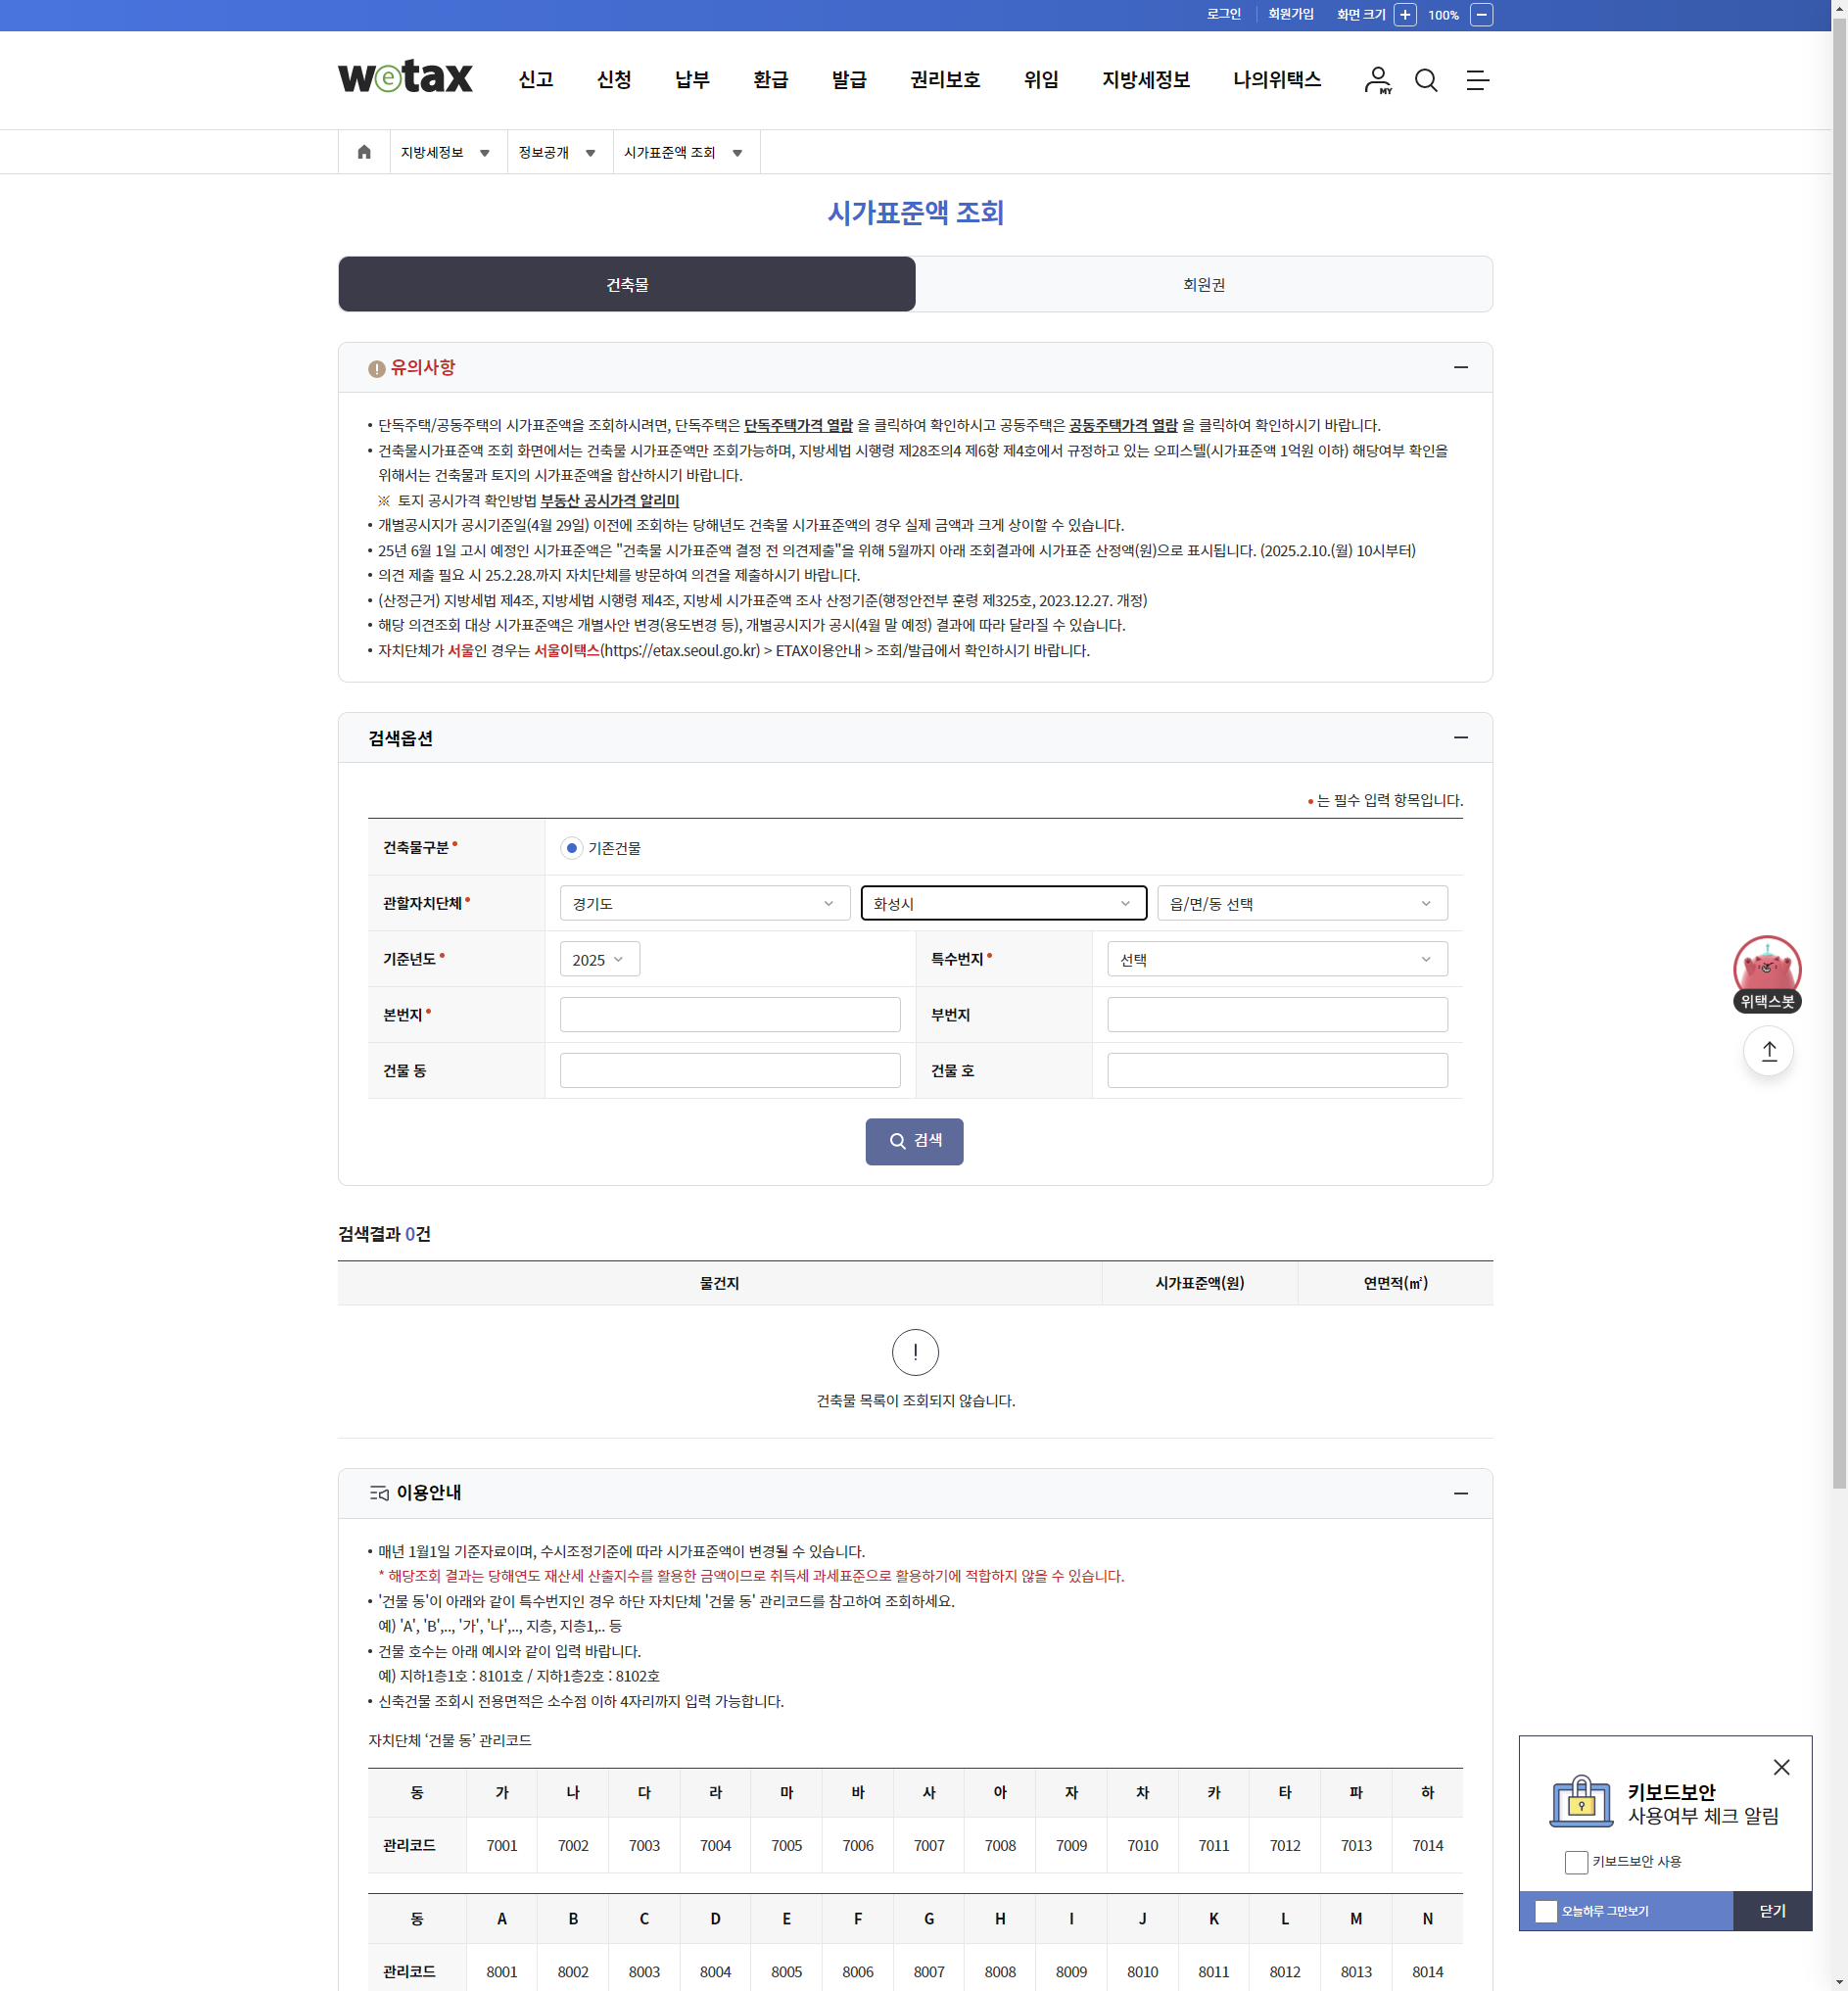 로그인 회원가입 화면 크기 + 100% −
wetax 신고 신청 납부 환급 발급 권리보호 위임 지방세정보 나의위택스 MY
지방세정보 정보공개 시가표준액 조회
시가표준액 조회
건축물 회원권
! 유의사항
• 단독주택/공동주택의 시가표준액을 조회하시려면, 단독주택은 단독주택가격 열람 을 클릭하여 확인하시고 공동주택은 공동주택가격 열람 을 클릭하여 확인하시기 바랍니다.
• 건축물시가표준액 조회 화면에서는 건축물 시가표준액만 조회가능하며, 지방세법 시행령 제28조의4 제6항 제4호에서 규정하고 있는 오피스텔(시가표준액 1억원 이하) 해당여부 확인을
위해서는 건축물과 토지의 시가표준액을 합산하시기 바랍니다.
※ 토지 공시가격 확인방법 부동산 공시가격 알리미
• 개별공시지가 공시기준일(4월 29일) 이전에 조회하는 당해년도 건축물 시가표준액의 경우 실제 금액과 크게 상이할 수 있습니다.
• 25년 6월 1일 고시 예정인 시가표준액은 "건축물 시가표준액 결정 전 의견제출"을 위해 5월까지 아래 조회결과에 시가표준 산정액(원)으로 표시됩니다. (2025.2.10.(월) 10시부터)
• 의견 제출 필요 시 25.2.28.까지 자치단체를 방문하여 의견을 제출하시기 바랍니다.
• (산정근거) 지방세법 제4조, 지방세법 시행령 제4조, 지방세 시가표준액 조사 산정기준(행정안전부 훈령 제325호, 2023.12.27. 개정)
• 해당 의견조회 대상 시가표준액은 개별사안 변경(용도변경 등), 개별공시지가 공시(4월 말 예정) 결과에 따라 달라질 수 있습니다.
• 자치단체가 서울인 경우는 서울이택스(https://etax.seoul.go.kr) > ETAX이용안내 > 조회/발급에서 확인하시기 바랍니다.
검색옵션
• 는 필수 입력 항목입니다.
건축물구분• 기존건물
관할자치단체• 경기도 화성시 읍/면/동 선택
기준년도• 2025 특수번지• 선택
본번지• 부번지
건물 동 건물 호
검색
검색결과 0건
물건지 시가표준액(원) 연면적(㎡)
!
건축물 목록이 조회되지 않습니다.
이용안내
• 매년 1월1일 기준자료이며, 수시조정기준에 따라 시가표준액이 변경될 수 있습니다.
* 해당조회 결과는 당해연도 재산세 산출지수를 활용한 금액이므로 취득세 과세표준으로 활용하기에 적합하지 않을 수 있습니다.
• '건물 동'이 아래와 같이 특수번지인 경우 하단 자치단체 '건물 동' 관리코드를 참고하여 조회하세요.
예) 'A', 'B',.., '가', '나',.., 지층, 지층1,.. 등
• 건물 호수는 아래 예시와 같이 입력 바랍니다.
예) 지하1층1호 : 8101호 / 지하1층2호 : 8102호
• 신축건물 조회시 전용면적은 소수점 이하 4자리까지 입력 가능합니다.
자치단체 ‘건물 동’ 관리코드
동 가 나 다 라 마 바 사 아 자 차 카 타 파 하
관리코드 7001 7002 7003 7004 7005 7006 7007 7008 7009 7010 7011 7012 7013 7014
동 A B C D E F G H I J K L M N
관리코드 8001 8002 8003 8004 8005 8006 8007 8008 8009 8010 8011 8012 8013 8014
위택스봇
키보드보안
사용여부 체크 알림
키보드보안 사용
오늘하루 그만보기 닫기